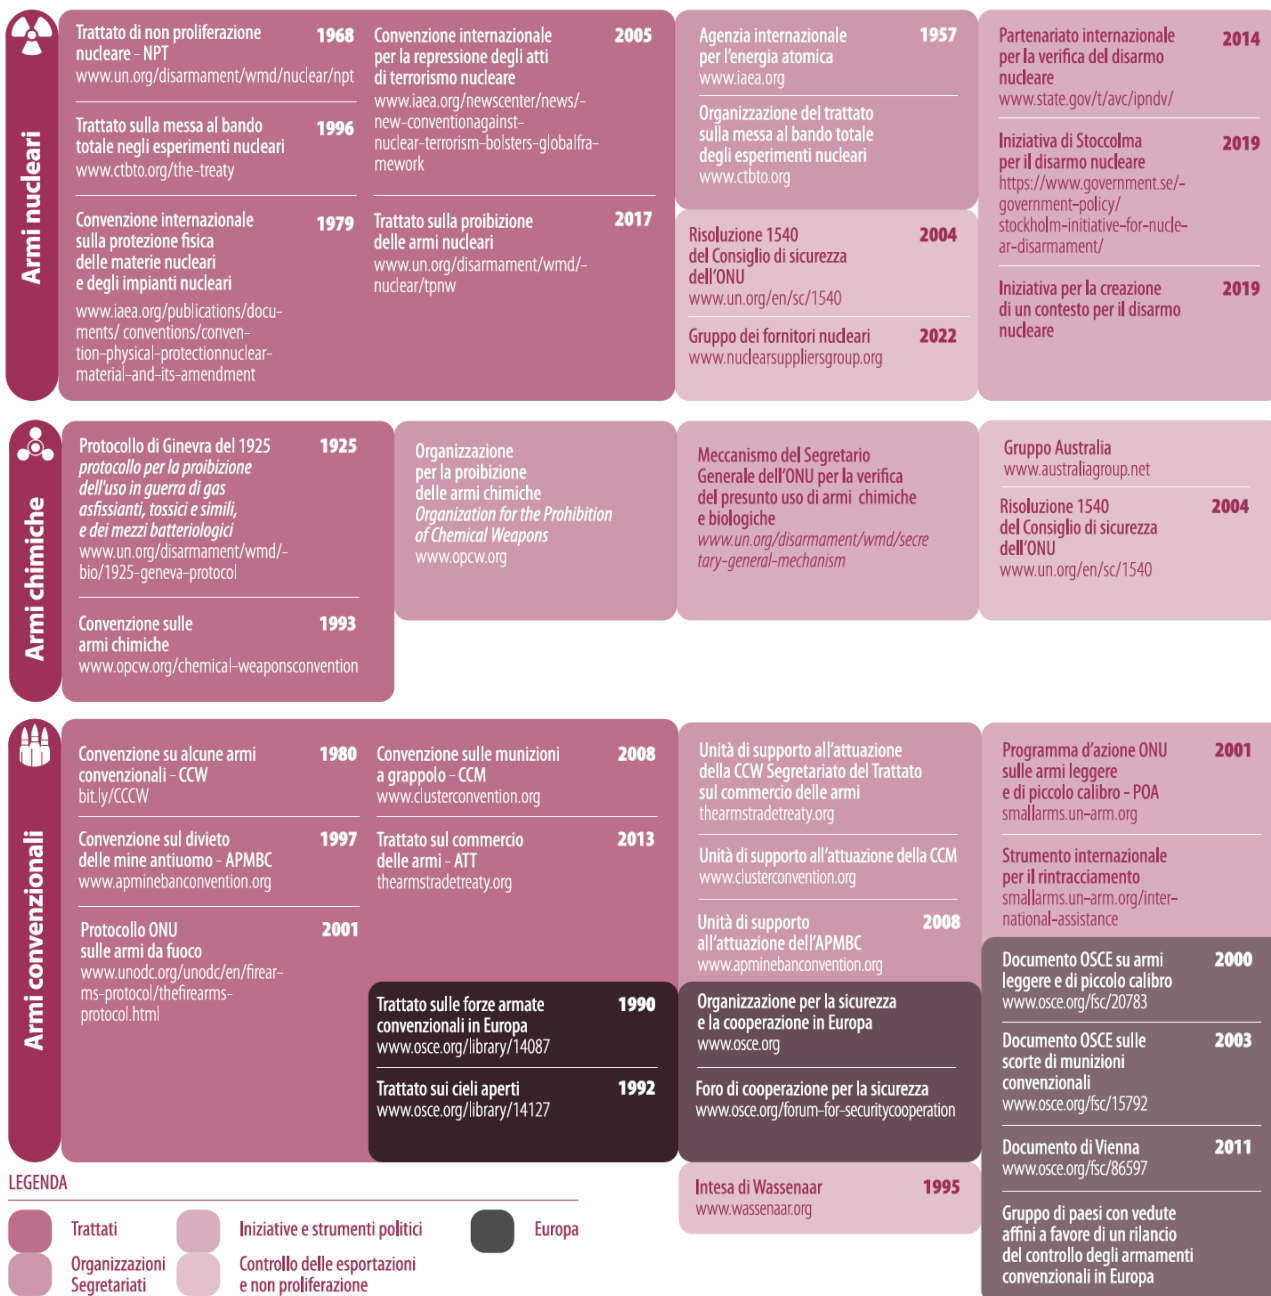 Armi nucleari
Trattato di non proliferazione 1968
nucleare - NPT
www.un.org/disarmament/wmd/nuclear/npt
Trattato sulla messa al bando 1996
totale negli esperimenti nucleari
www.ctbto.org/the-treaty
Convenzione internazionale 1979
sulla protezione fisica
delle materie nucleari
e degli impianti nucleari
www.iaea.org/publications/docu-
ments/ conventions/conven-
tion-physical-protectionnuclear-
material-and-its-amendment
Convenzione internazionale 2005
per la repressione degli atti
di terrorismo nucleare
www.iaea.org/newscenter/news/-
new-conventionagainst-
nuclear-terrorism-bolsters-globalfra-
mework
Trattato sulla proibizione 2017
delle armi nucleari
www.un.org/disarmament/wmd/-
nuclear/tpnw
Agenzia internazionale 1957
per l'energia atomica
www.iaea.org
Organizzazione del trattato
sulla messa al bando totale
degli esperimenti nucleari
www.ctbto.org
Risoluzione 1540 2004
del Consiglio di sicurezza
dell'ONU
www.un.org/en/sc/1540
Gruppo dei fornitori nucleari 2022
www.nuclearsuppliersgroup.org
Partenariato internazionale 2014
per la verifica del disarmo
nucleare
www.state.gov/t/avc/ipndv/
Iniziativa di Stoccolma 2019
per il disarmo nucleare
https://www.government.se/-
government-policy/
stockholm-initiative-for-nucle-
ar-disarmament/
Iniziativa per la creazione 2019
di un contesto per il disarmo
nucleare
Armi chimiche
Protocollo di Ginevra del 1925 1925
protocollo per la proibizione
dell'uso in guerra di gas
asfissianti, tossici e simili,
e dei mezzi batteriologici
www.un.org/disarmament/wmd/-
bio/1925-geneva-protocol
Convenzione sulle 1993
armi chimiche
www.opcw.org/chemical-weaponsconvention
Organizzazione
per la proibizione
delle armi chimiche
Organization for the Prohibition
of Chemical Weapons
www.opcw.org
Meccanismo del Segretario
Generale dell'ONU per la verifica
del presunto uso di armi chimiche
e biologiche
www.un.org/disarmament/wmd/secre
tary-general-mechanism
Gruppo Australia
www.australiagroup.net
Risoluzione 1540 2004
del Consiglio di sicurezza
dell'ONU
www.un.org/en/sc/1540
Armi convenzionali
Convenzione su alcune armi 1980
convenzionali - CCW
bit.ly/CCCW
Convenzione sul divieto 1997
delle mine antiuomo - APMBC
www.apminebanconvention.org
Protocollo ONU 2001
sulle armi da fuoco
www.unodc.org/unodc/en/firear-
ms-protocol/thefirearms-
protocol.html
Convenzione sulle munizioni 2008
a grappolo - CCM
www.clusterconvention.org
Trattato sul commercio 2013
delle armi - ATT
thearmstradetreaty.org
Trattato sulle forze armate 1990
convenzionali in Europa
www.osce.org/library/14087
Trattato sui cieli aperti 1992
www.osce.org/library/14127
Unità di supporto all'attuazione
della CCW Segretariato del Trattato
sul commercio delle armi
thearmstradetreaty.org
Unità di supporto all'attuazione della CCM
www.clusterconvention.org
Unità di supporto 2008
all'attuazione dell'APMBC
www.apminebanconvention.org
Organizzazione per la sicurezza
e la cooperazione in Europa
www.osce.org
Foro di cooperazione per la sicurezza
www.osce.org/forum-for-securitycooperation
Intesa di Wassenaar 1995
www.wassenaar.org
Programma d'azione ONU 2001
sulle armi leggere
e di piccolo calibro - POA
smallarms.un-arm.org
Strumento internazionale
per il rintracciamento
smallarms.un-arm.org/inter-
national-assistance
Documento OSCE su armi 2000
leggere e di piccolo calibro
www.osce.org/fsc/20783
Documento OSCE sulle 2003
scorte di munizioni
convenzionali
www.osce.org/fsc/15792
Documento di Vienna 2011
www.osce.org/fsc/86597
Gruppo di paesi con vedute
affini a favore di un rilancio
del controllo degli armamenti
convenzionali in Europa
LEGENDA
Trattati
Organizzazioni
Segretariati
Iniziative e strumenti politici
Controllo delle esportazioni
e non proliferazione
Europa